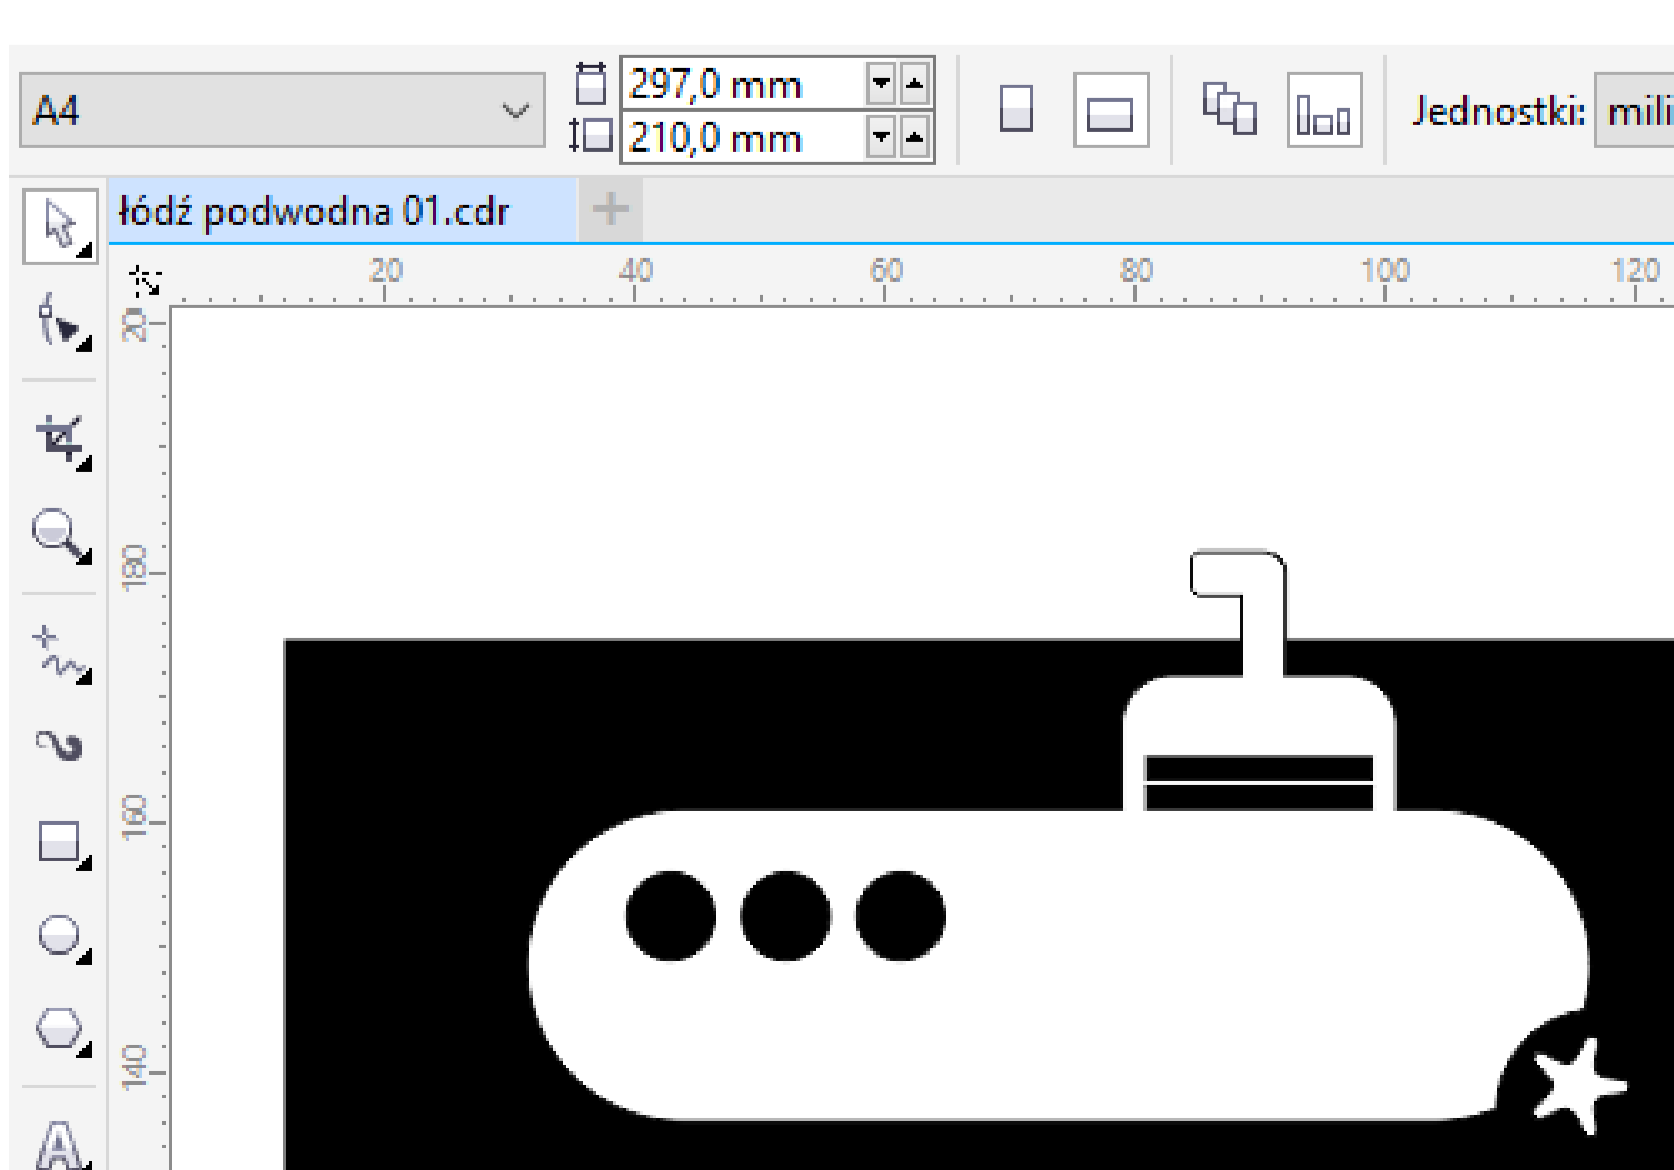 A4
297,0 mm
210,0 mm
Jednostki: mili
łódź podwodna 01.cdr
20 40 60 80 100 120
20
180
160
140